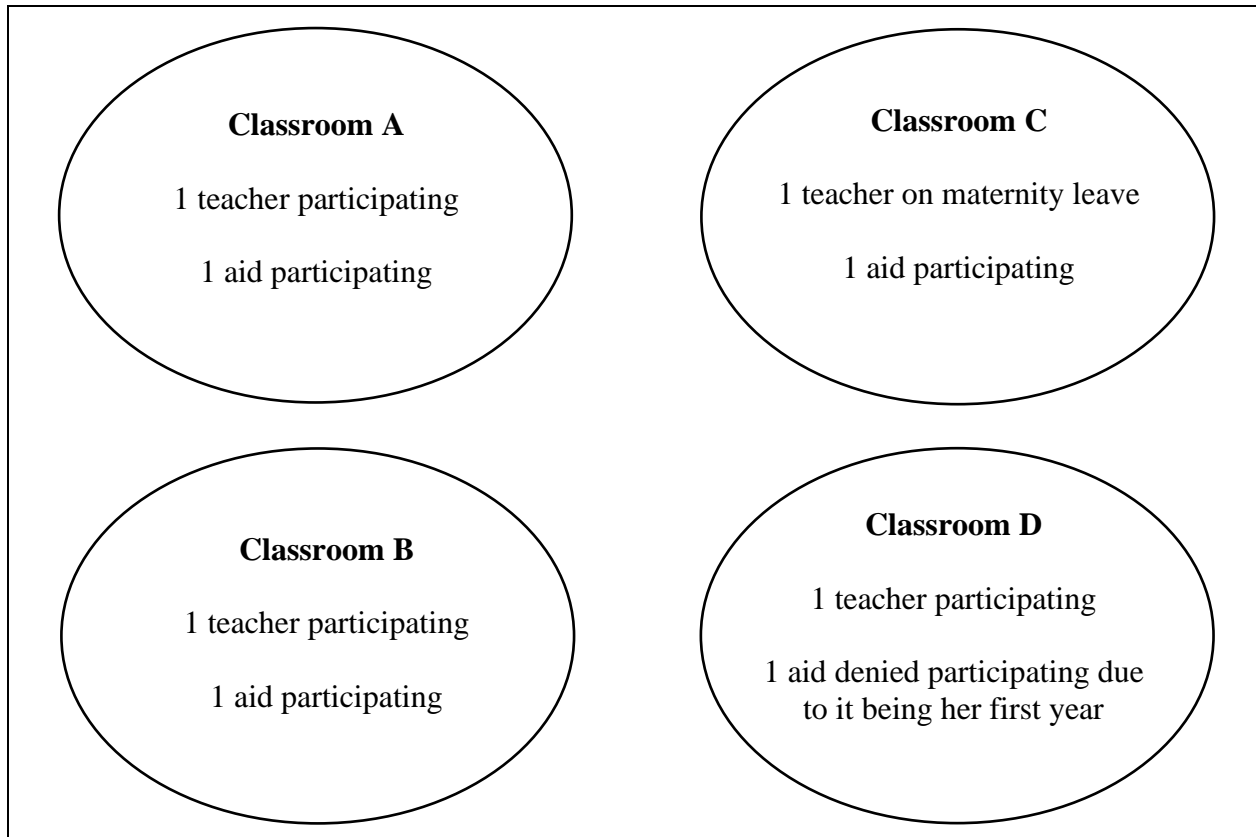 Classroom A
1 teacher participating
1 aid participating
Classroom C
1 teacher on maternity leave
1 aid participating
Classroom B
1 teacher participating
1 aid participating
Classroom D
1 teacher participating
1 aid denied participating due
to it being her first year